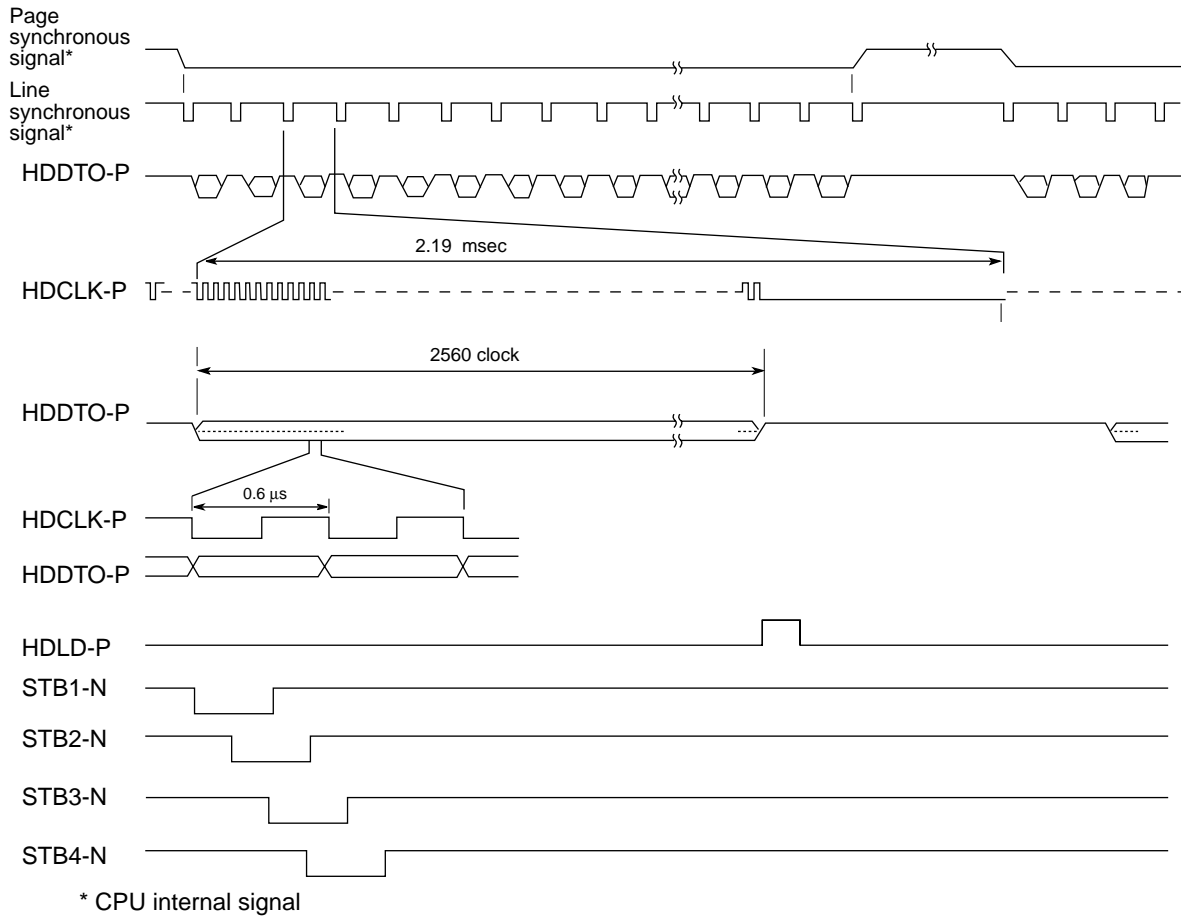 Page
synchronous
signal*
Line
synchronous
signal*
HDDTO-P
2.19 msec
HDCLK-P
2560 clock
HDDTO-P
0.6 µs
HDCLK-P
HDDTO-P
HDLD-P
STB1-N
STB2-N
STB3-N
STB4-N
* CPU internal signal